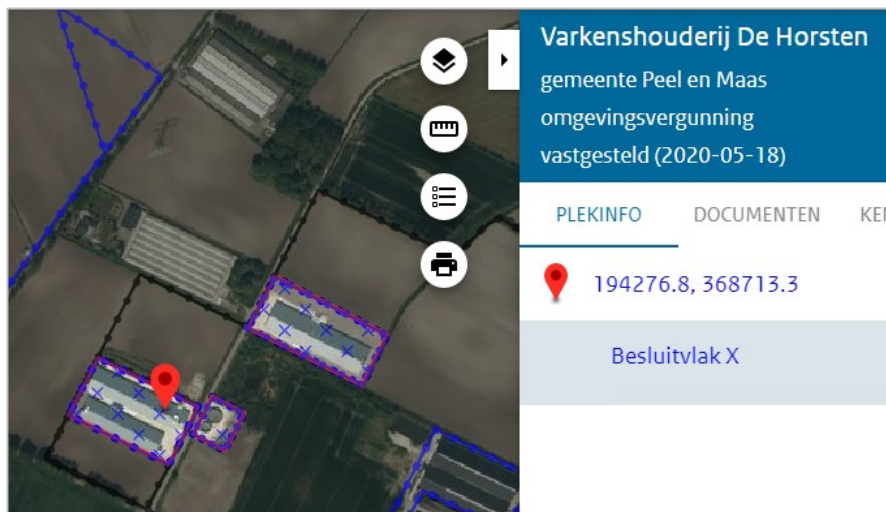 Varkenshouderij De Horsten
gemeente Peel en Maas
omgevingsvergunning
vastgesteld (2020-05-18)
PLEKINFO DOCUMENTEN
194276.8, 368713.3
Besluitvlak X